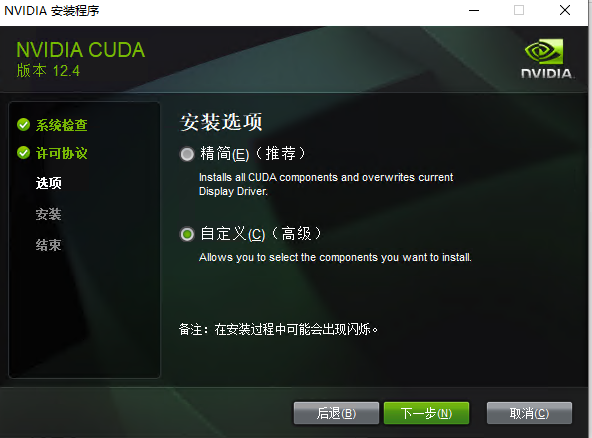 NVIDIA 安装程序
NVIDIA CUDA
版本 12.4
NVIDIA.
系统检查
许可协议
选项
安装
结束
安装选项
精简(E)（推荐）
Installs all CUDA components and overwrites current
Display Driver.
自定义(C)（高级）
Allows you to select the components you want to install.
备注：在安装过程中可能会出现闪烁。
后退(B)
下一步(N)
取消(C)